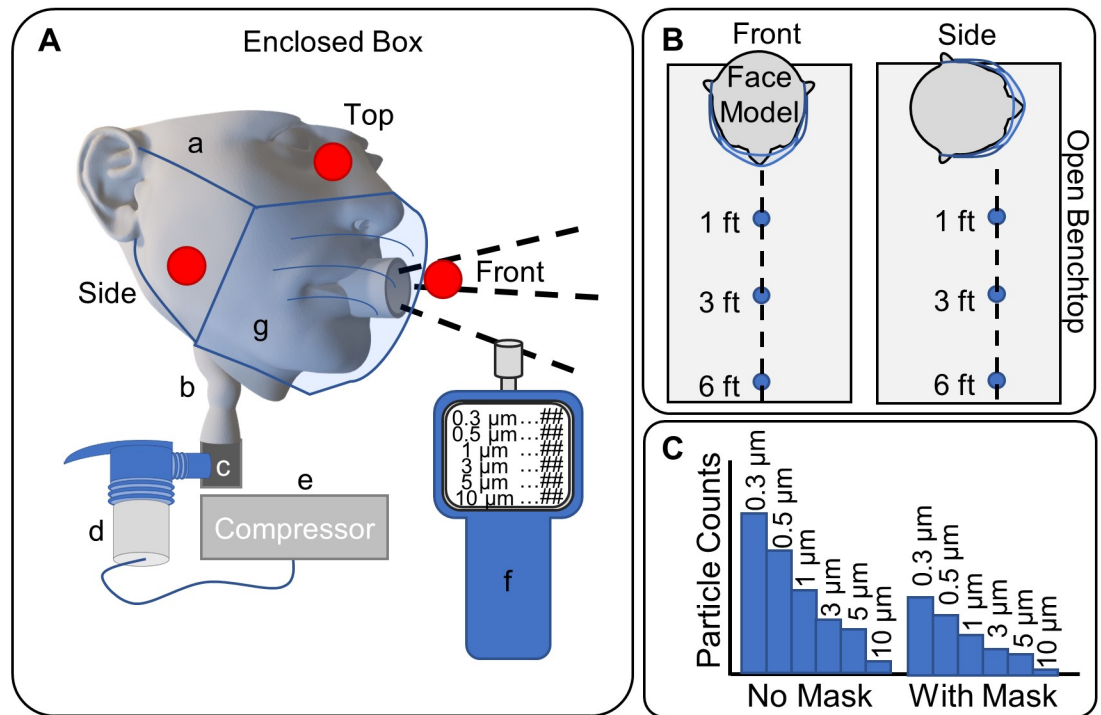 A
Enclosed Box
Top
a
Side
Front
g
b
c
d
e
Compressor
0.3 µm...##
0.5 µm...##
1 µm ...##
3 µm ...##
5 µm ...##
10 µm ...##
f
B
Front
Side
Face
Model
1 ft
3 ft
6 ft
1 ft
3 ft
6 ft
Open Benchtop
C
Particle Counts
0.3 µm
0.5 µm
1 µm
3 µm
5 µm
10 µm
0.3 µm
0.5 µm
1 µm
3 µm
5 µm
10 µm
No Mask
With Mask